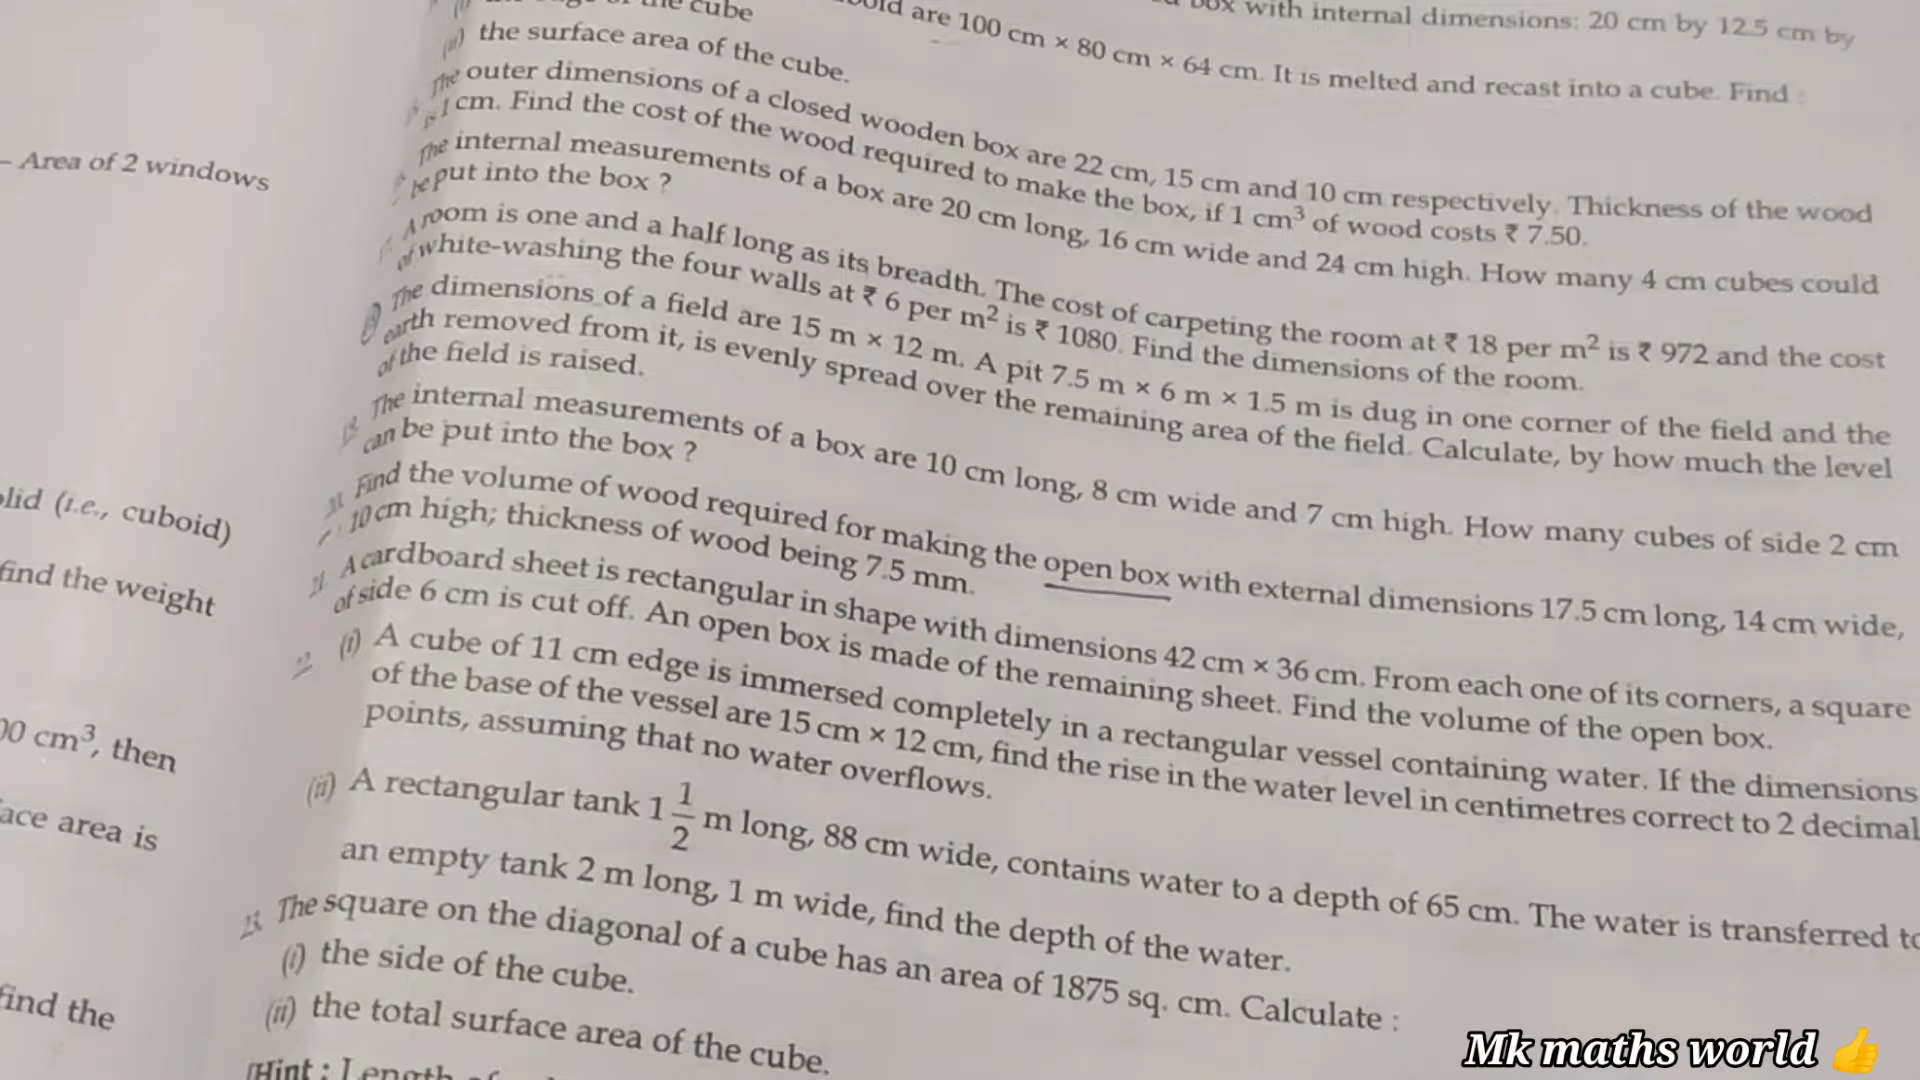 box with internal dimensions: 20 cm by 12.5 cm by
are 100 cm × 80 cm × 64 cm. It is melted and recast into a cube. Find :
the cube
(ii) the surface area of the cube.
The outer dimensions of a closed wooden box are 22 cm, 15 cm and 10 cm respectively. Thickness of the wood
is 1 cm. Find the cost of the wood required to make the box, if 1 cm³ of wood costs ₹ 7.50.
The internal measurements of a box are 20 cm long, 16 cm wide and 24 cm high. How many 4 cm cubes could
be put into the box ?
A room is one and a half long as its breadth. The cost of carpeting the room at ₹ 18 per m² is ₹ 972 and the cost
of white-washing the four walls at ₹ 6 per m² is ₹ 1080. Find the dimensions of the room.
The dimensions of a field are 15 m × 12 m. A pit 7.5 m × 6 m × 1.5 m is dug in one corner of the field and the
earth removed from it, is evenly spread over the remaining area of the field. Calculate, by how much the level
of the field is raised.
The internal measurements of a box are 10 cm long, 8 cm wide and 7 cm high. How many cubes of side 2 cm
can be put into the box ?
Find the volume of wood required for making the open box with external dimensions 17.5 cm long, 14 cm wide,
10 cm high; thickness of wood being 7.5 mm.
21. A cardboard sheet is rectangular in shape with dimensions 42 cm × 36 cm. From each one of its corners, a square
of side 6 cm is cut off. An open box is made of the remaining sheet. Find the volume of the open box.
22. (i) A cube of 11 cm edge is immersed completely in a rectangular vessel containing water. If the dimensions
of the base of the vessel are 15 cm × 12 cm, find the rise in the water level in centimetres correct to 2 decimal
points, assuming that no water overflows.
(ii) A rectangular tank 1 1/2 m long, 88 cm wide, contains water to a depth of 65 cm. The water is transferred to
an empty tank 2 m long, 1 m wide, find the depth of the water.
23. The square on the diagonal of a cube has an area of 1875 sq. cm. Calculate :
(i) the side of the cube.
(ii) the total surface area of the cube.
[Hint : Length of
– Area of 2 windows
(i.e., cuboid)
find the weight
00 cm³, then
area is
find the
Mk maths world 👍